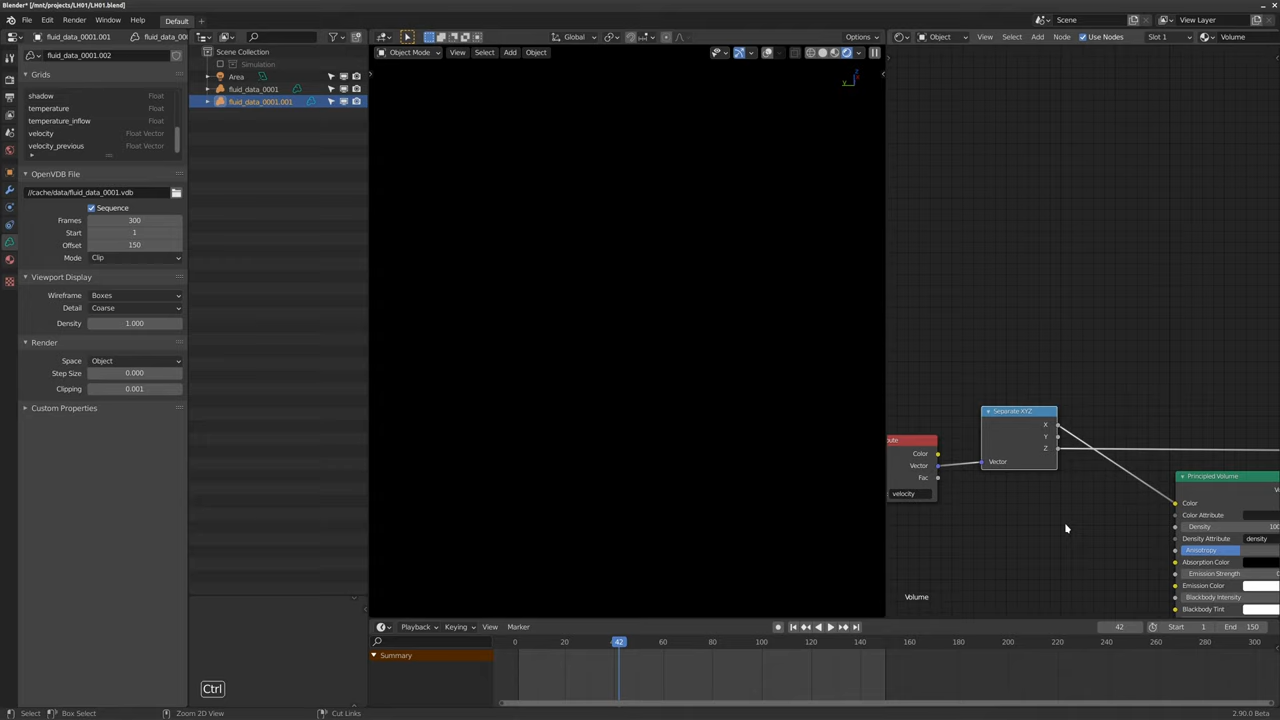 Blender* [/mnt/projects/LH01/LH01.blend]
File Edit Render Window Help Default
Scene
View Layer
fluid_data_0001.001
fluid_data_00...
Object Mode View Select Add Object
Global
Options
Object View Select Add Node Use Nodes Slot 1 Volume
fluid_data_0001.002
Grids
shadow Float
temperature Float
temperature_inflow Float
velocity Float Vector
velocity_previous Float Vector
OpenVDB File
//cache/data/fluid_data_0001.vdb
Sequence
Frames 300
Start 1
Offset 150
Mode Clip
Viewport Display
Wireframe Boxes
Detail Coarse
Density 1.000
Render
Space Object
Step Size 0.000
Clipping 0.001
Custom Properties
Scene Collection
Simulation
Area
fluid_data_0001
fluid_data_0001.001
Z
Y
X
ute
Color
Vector
Fac
velocity
Separate XYZ
X
Y
Z
Vector
Principled Volume
Color
Color Attribute
Density 100
Density Attribute density
Anisotropy
Absorption Color
Emission Strength
Emission Color
Blackbody Intensity
Blackbody Tint
Volume
Playback Keying View Marker
42 Start 1 End 150
0 20 42 60 80 100 120 140 160 180 200 220 240 260 280 300
Summary
Ctrl
Select Box Select Zoom 2D View Cut Links 2.90.0 Beta